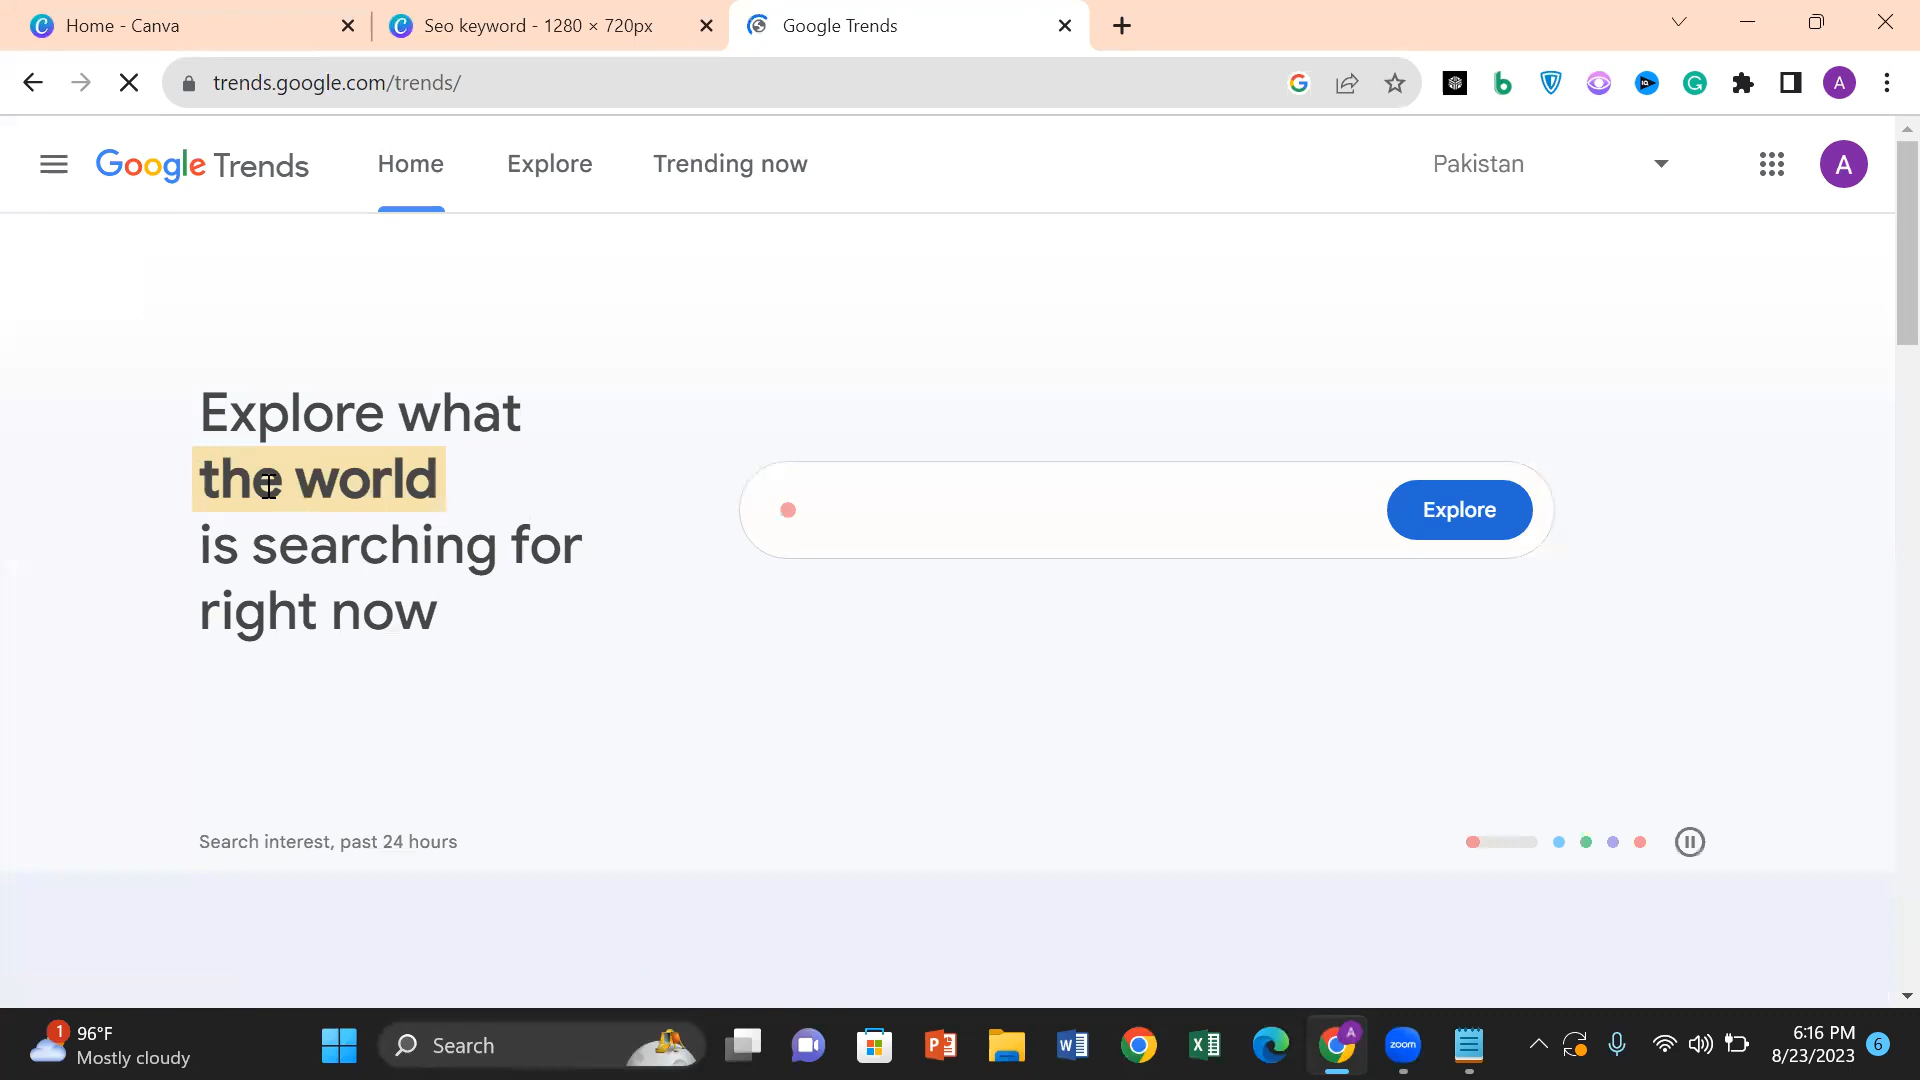 Home - Canva
Seo keyword - 1280 × 720px
Google Trends
trends.google.com/trends/
A
Google Trends
Home
Explore
Trending now
Pakistan
A
Explore what
the world
is searching for
right now
Explore
Search interest, past 24 hours
1
96°F
Mostly cloudy
Search
A
zoom
6:16 PM
8/23/2023
6